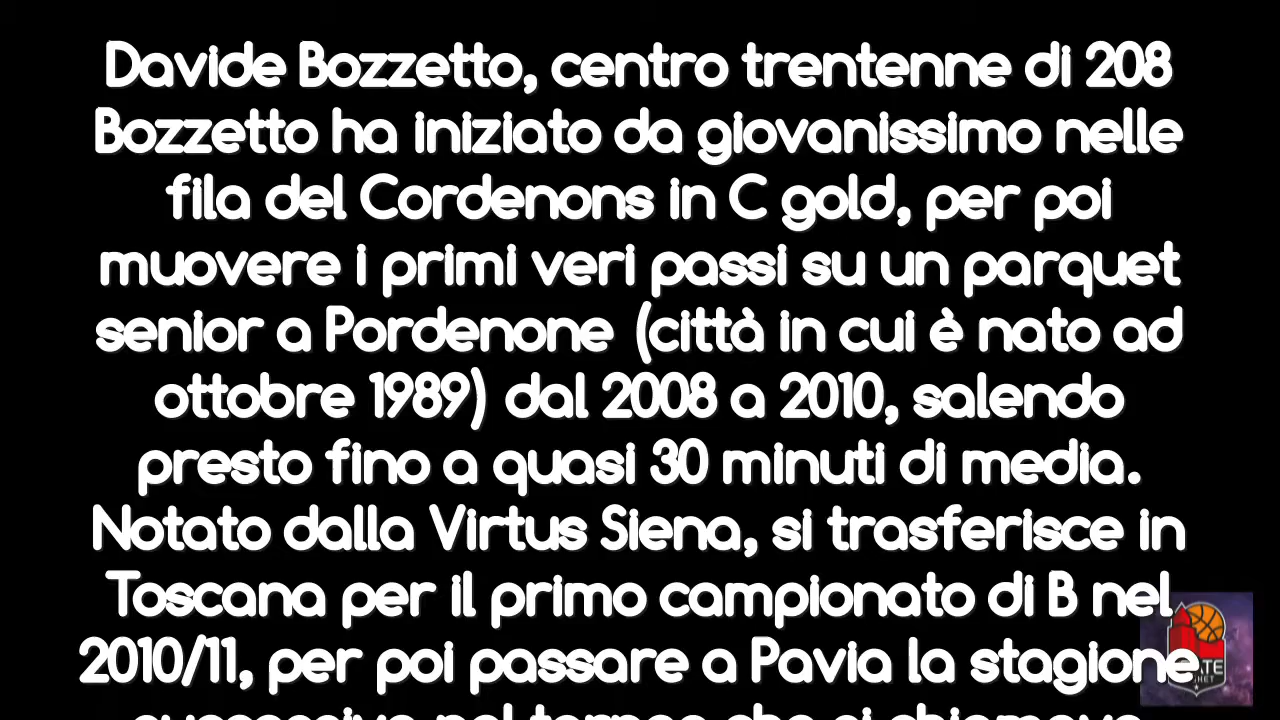 Davide Bozzetto, centro trentenne di 208
Bozzetto ha iniziato da giovanissimo nelle
fila del Cordenons in C gold, per poi
muovere i primi veri passi su un parquet
senior a Pordenone (città in cui è nato ad
ottobre 1989) dal 2008 a 2010, salendo
presto fino a quasi 30 minuti di media.
Notato dalla Virtus Siena, si trasferisce in
Toscana per il primo campionato di B nel
2010/11, per poi passare a Pavia la stagione